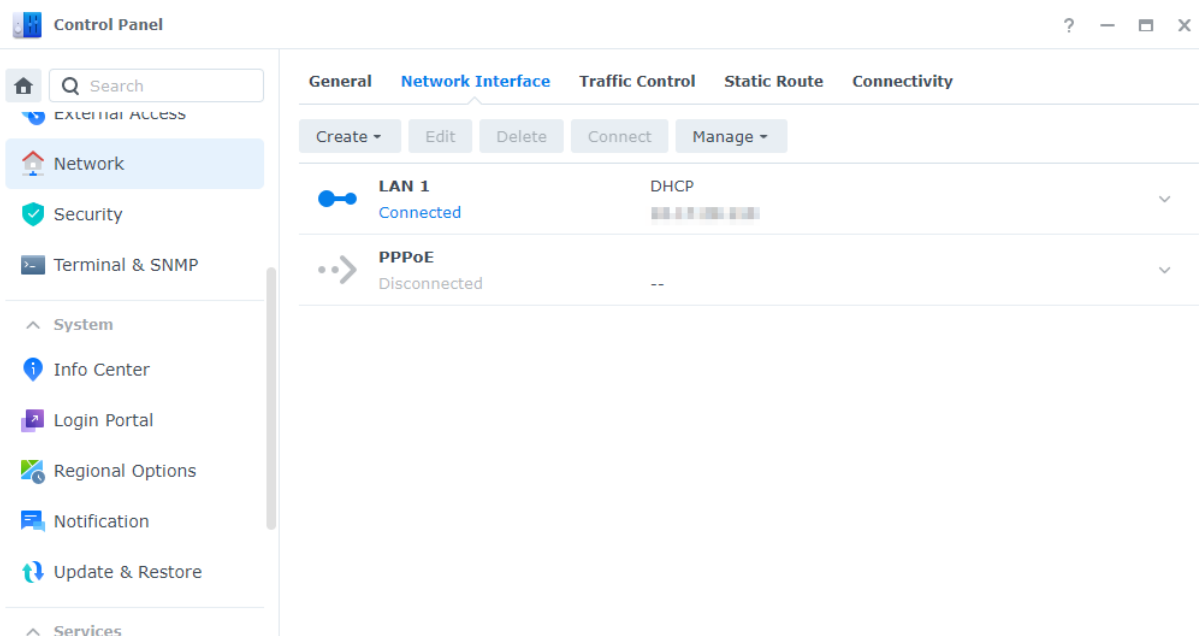 Control Panel
Search
External Access
Network
Security
Terminal & SNMP
System
Info Center
Login Portal
Regional Options
Notification
Update & Restore
Services
General Network Interface Traffic Control Static Route Connectivity
Create Edit Delete Connect Manage
LAN 1 DHCP
Connected
PPPoE
Disconnected --